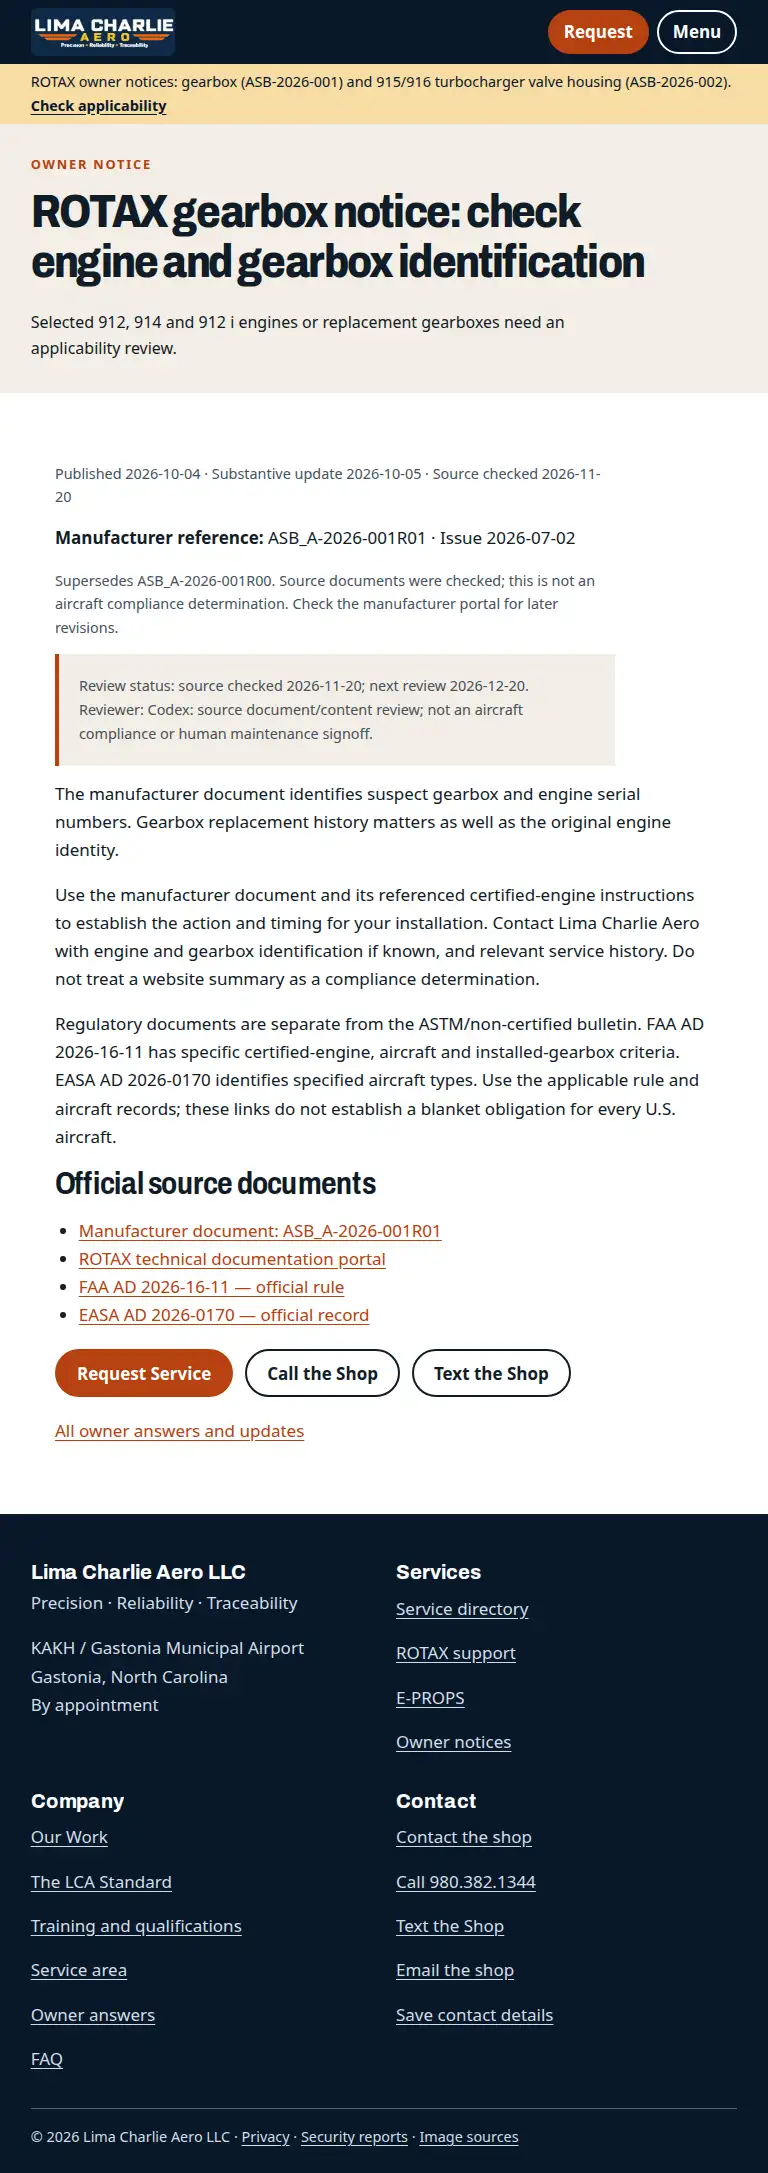 LIMA CHARLIE
AERO
Precision • Reliability • Traceability
Request
Menu
ROTAX owner notices: gearbox (ASB-2026-001) and 915/916 turbocharger valve housing (ASB-2026-002).
Check applicability
OWNER NOTICE
ROTAX gearbox notice: check
engine and gearbox identification
Selected 912, 914 and 912 i engines or replacement gearboxes need an
applicability review.
Published 2026-10-04 · Substantive update 2026-10-05 · Source checked 2026-11-
20
Manufacturer reference: ASB_A-2026-001R01 · Issue 2026-07-02
Supersedes ASB_A-2026-001R00. Source documents were checked; this is not an
aircraft compliance determination. Check the manufacturer portal for later
revisions.
Review status: source checked 2026-11-20; next review 2026-12-20.
Reviewer: Codex: source document/content review; not an aircraft
compliance or human maintenance signoff.
The manufacturer document identifies suspect gearbox and engine serial
numbers. Gearbox replacement history matters as well as the original engine
identity.
Use the manufacturer document and its referenced certified-engine instructions
to establish the action and timing for your installation. Contact Lima Charlie Aero
with engine and gearbox identification if known, and relevant service history. Do
not treat a website summary as a compliance determination.
Regulatory documents are separate from the ASTM/non-certified bulletin. FAA AD
2026-16-11 has specific certified-engine, aircraft and installed-gearbox criteria.
EASA AD 2026-0170 identifies specified aircraft types. Use the applicable rule and
aircraft records; these links do not establish a blanket obligation for every U.S.
aircraft.
Official source documents
• Manufacturer document: ASB_A-2026-001R01
• ROTAX technical documentation portal
• FAA AD 2026-16-11 — official rule
• EASA AD 2026-0170 — official record
Request Service
Call the Shop
Text the Shop
All owner answers and updates
Lima Charlie Aero LLC
Precision · Reliability · Traceability
KAKH / Gastonia Municipal Airport
Gastonia, North Carolina
By appointment
Services
Service directory
ROTAX support
E-PROPS
Owner notices
Company
Our Work
The LCA Standard
Training and qualifications
Service area
Owner answers
FAQ
Contact
Contact the shop
Call 980.382.1344
Text the Shop
Email the shop
Save contact details
© 2026 Lima Charlie Aero LLC · Privacy · Security reports · Image sources